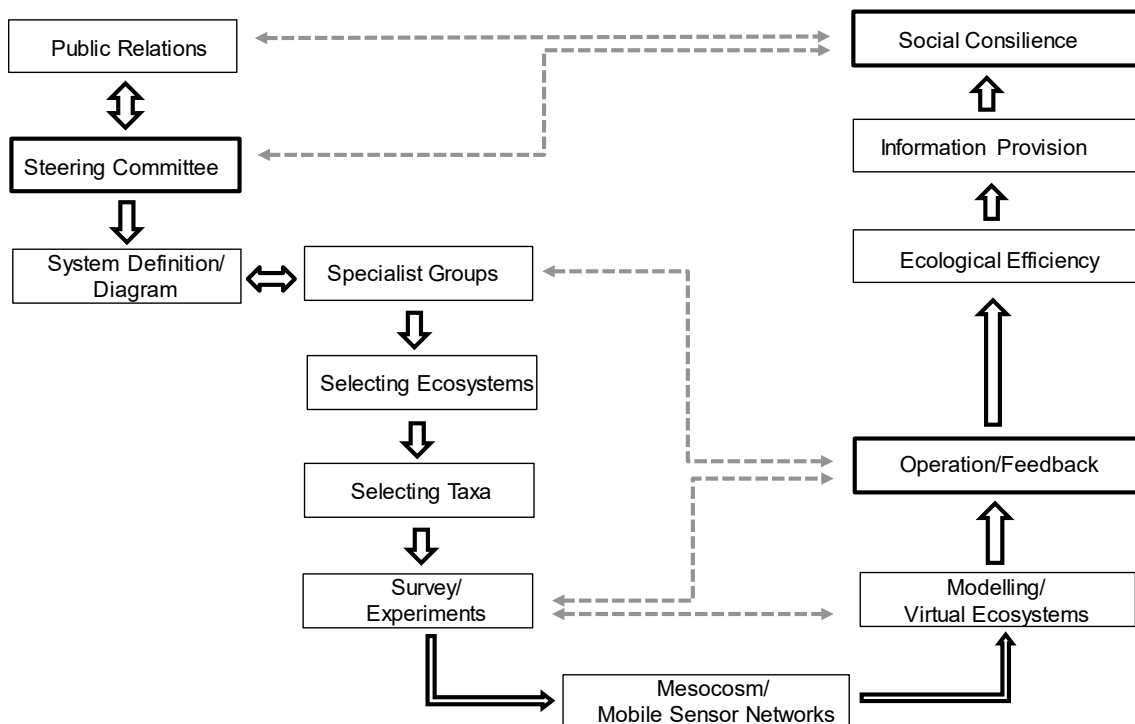 Public Relations
Social Consilience
Steering Committee
Information Provision
System Definition/
Diagram
Specialist Groups
Ecological Efficiency
Selecting Ecosystems
Selecting Taxa
Operation/Feedback
Survey/
Experiments
Modelling/
Virtual Ecosystems
Mesocosm/
Mobile Sensor Networks